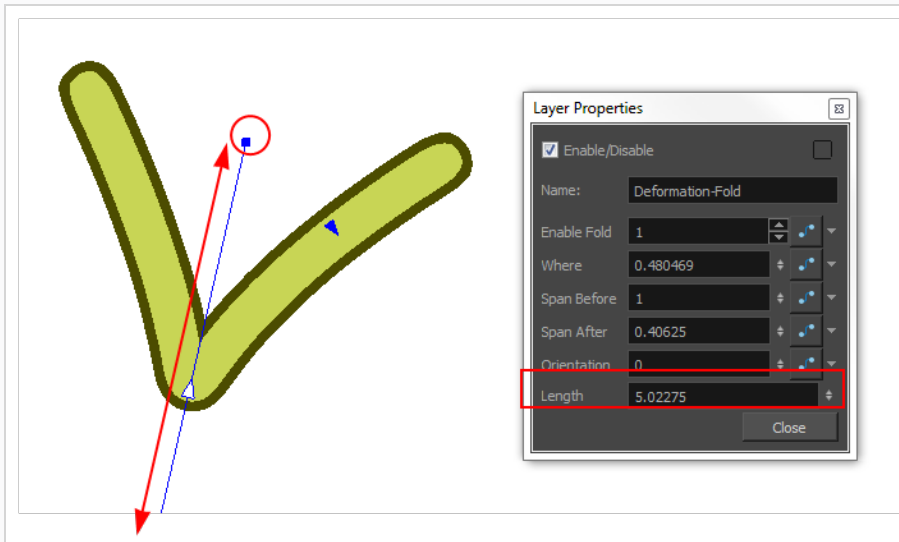 Layer Properties
Enable/Disable
Name: Deformation-Fold
Enable Fold 1
Where 0.480469
Span Before 1
Span After 0.40625
Orientation 0
Length 5.02275
Close